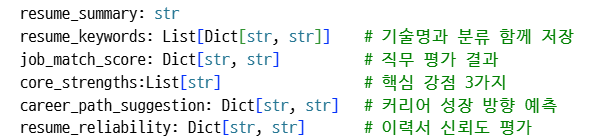 resume_summary: str
resume_keywords: List[Dict[str, str]]    # 기술명과 분류 함께 저장
job_match_score: Dict[str, str]          # 직무 평가 결과
core_strengths:List[str]                 # 핵심 강점 3가지
career_path_suggestion: Dict[str, str]   # 커리어 성장 방향 예측
resume_reliability: Dict[str, str]       # 이력서 신뢰도 평가